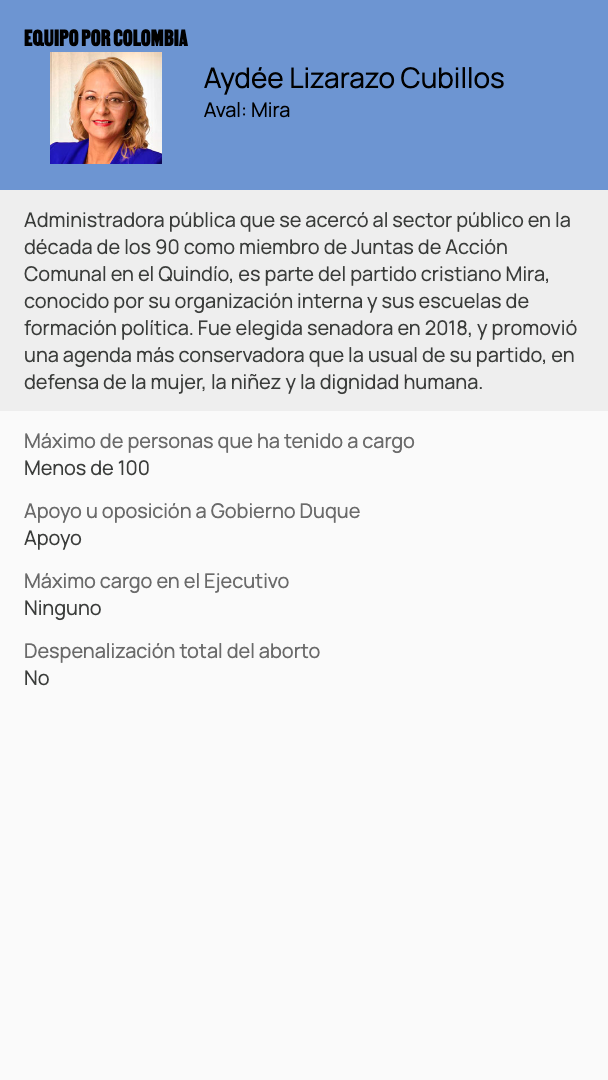 EQUIPO POR COLOMBIA
Aydée Lizarazo Cubillos
Aval: Mira
Administradora pública que se acercó al sector público en la
década de los 90 como miembro de Juntas de Acción
Comunal en el Quindío, es parte del partido cristiano Mira,
conocido por su organización interna y sus escuelas de
formación política. Fue elegida senadora en 2018, y promovió
una agenda más conservadora que la usual de su partido, en
defensa de la mujer, la niñez y la dignidad humana.
Máximo de personas que ha tenido a cargo
Menos de 100
Apoyo u oposición a Gobierno Duque
Apoyo
Máximo cargo en el Ejecutivo
Ninguno
Despenalización total del aborto
No